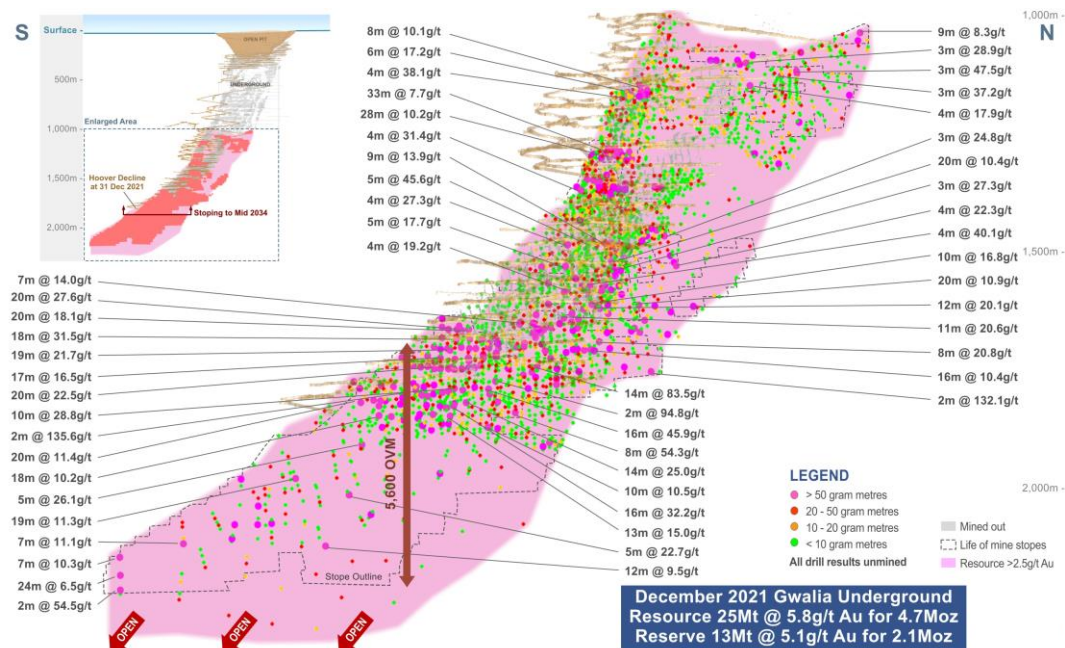 S
Surface
OPEN PIT
500m
UNDERGROUND
Enlarged Area
1,000m
Hoover Decline
at 31 Dec 2021
1,500m
Stoping to Mid 2034
2,000m
8m @ 10.1g/t
6m @ 17.2g/t
4m @ 38.1g/t
33m @ 7.7g/t
28m @ 10.2g/t
4m @ 31.4g/t
9m @ 13.9g/t
5m @ 45.6g/t
4m @ 27.3g/t
5m @ 17.7g/t
4m @ 19.2g/t
7m @ 14.0g/t
20m @ 27.6g/t
20m @ 18.1g/t
18m @ 31.5g/t
19m @ 21.7g/t
17m @ 16.5g/t
20m @ 22.5g/t
10m @ 28.8g/t
2m @ 135.6g/t
20m @ 11.4g/t
18m @ 10.2g/t
5m @ 26.1g/t
19m @ 11.3g/t
7m @ 11.1g/t
7m @ 10.3g/t
24m @ 6.5g/t
2m @ 54.5g/t
OPEN
OPEN
OPEN
5,600 OVM
Stope Outline
1,000m
N
9m @ 8.3g/t
3m @ 28.9g/t
3m @ 47.5g/t
3m @ 37.2g/t
4m @ 17.9g/t
3m @ 24.8g/t
20m @ 10.4g/t
3m @ 27.3g/t
4m @ 22.3g/t
4m @ 40.1g/t
1,500m
10m @ 16.8g/t
20m @ 10.9g/t
12m @ 20.1g/t
11m @ 20.6g/t
8m @ 20.8g/t
16m @ 10.4g/t
2m @ 132.1g/t
14m @ 83.5g/t
2m @ 94.8g/t
16m @ 45.9g/t
8m @ 54.3g/t
14m @ 25.0g/t
10m @ 10.5g/t
16m @ 32.2g/t
13m @ 15.0g/t
5m @ 22.7g/t
12m @ 9.5g/t
2,000m
LEGEND
> 50 gram metres
20 - 50 gram metres
10 - 20 gram metres
< 10 gram metres
All drill results unmined
Mined out
Life of mine stopes
Resource >2.5g/t Au
December 2021 Gwalia Underground
Resource 25Mt @ 5.8g/t Au for 4.7Moz
Reserve 13Mt @ 5.1g/t Au for 2.1Moz